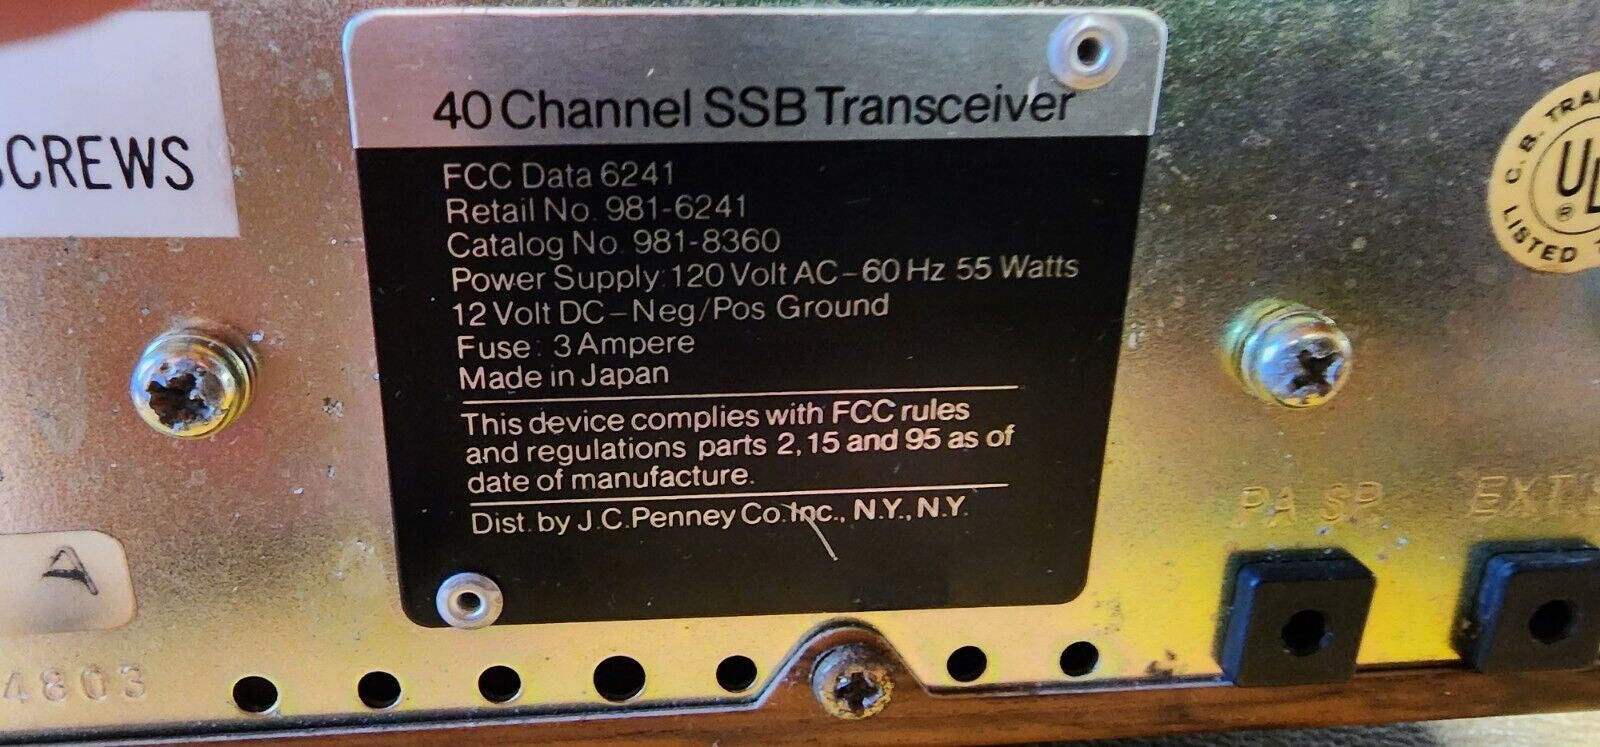 SCREWS
40 Channel SSB Transceiver
FCC Data 6241
Retail No. 981-6241
Catalog No. 981-8360
Power Supply: 120 Volt AC-60 Hz 55 Watts
12 Volt DC-Neg/Pos Ground
Fuse: 3 Ampere
Made in Japan
This device complies with FCC rules
and regulations parts 2, 15 and 95 as of
date of manufacture.
Dist. by J.C.Penney Co. Inc., N.Y., N.Y.
C.B.
UL
®
LISTED
PA SP.
EXT.
A
4803